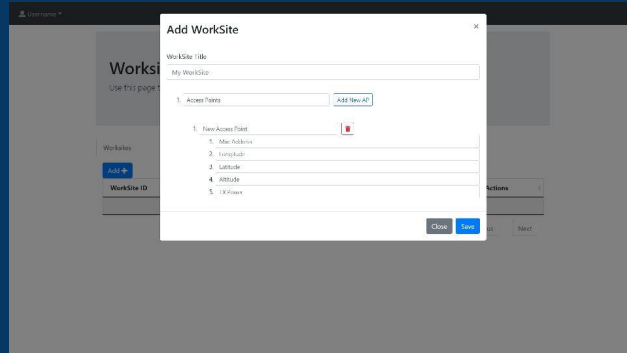 Username
Add WorkSite
×
WorkSite Title
My WorkSite
1. Access Points Add New AP
1. New Access Point
1. Mac Address
2. Longitude
3. Latitude
4. Altitude
5. TX Power
Close Save
Use this page t
Worksites
Add +
WorkSite ID Actions
Next